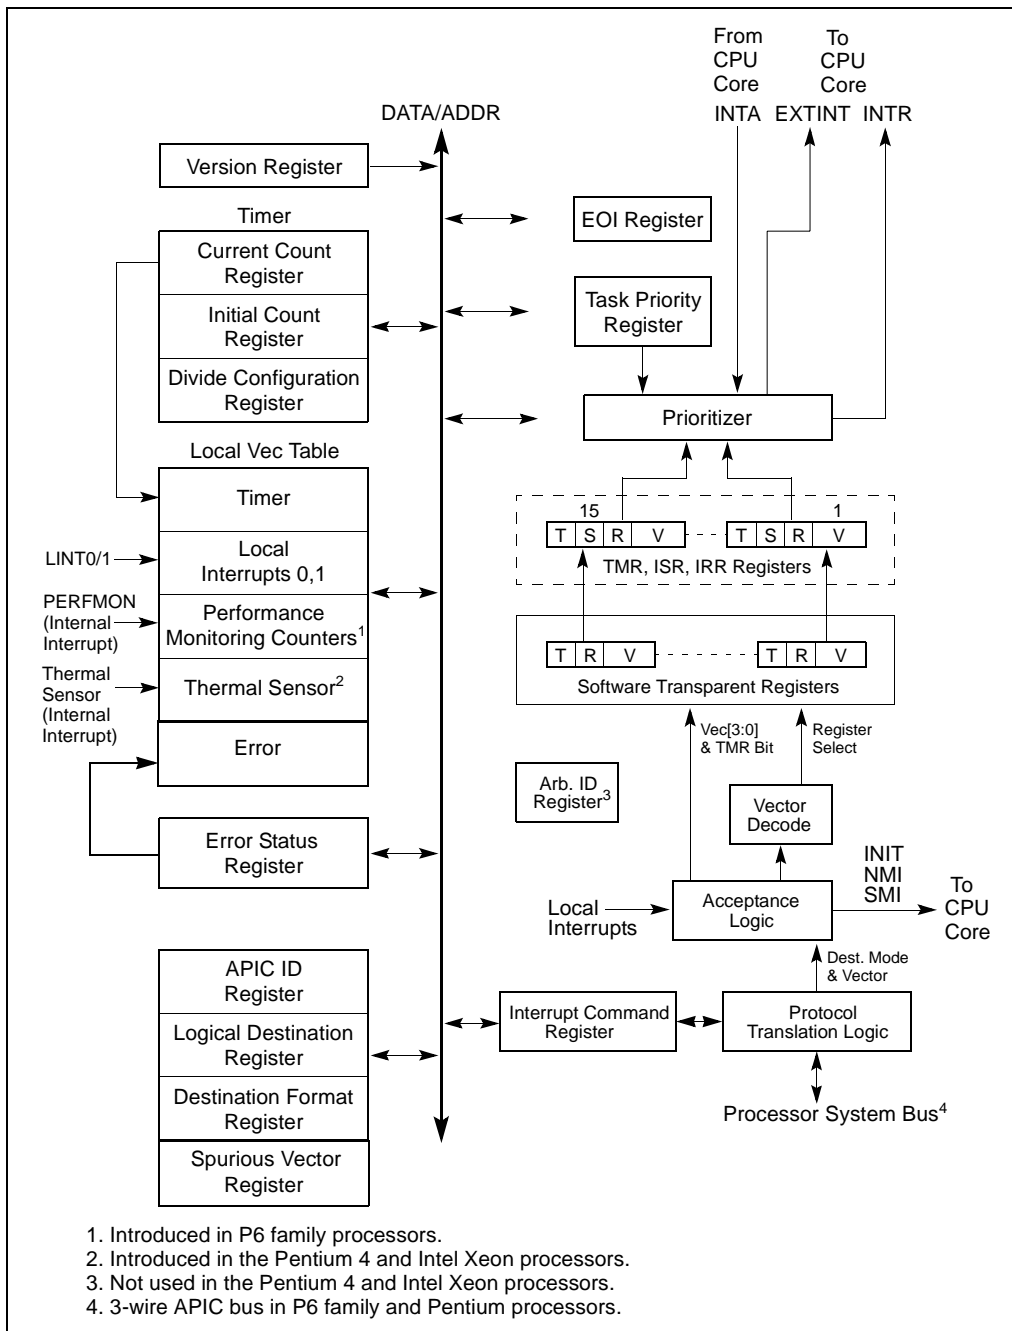 From
CPU
Core
To
CPU
Core
DATA/ADDR
INTA EXTINT INTR
Version Register
EOI Register
Timer
Current Count
Register
Initial Count
Register
Divide Configuration
Register
Task Priority
Register
Prioritizer
Local Vec Table
Timer
Local
Interrupts 0,1
Performance
Monitoring Counters1
Thermal Sensor2
Error
LINT0/1
PERFMON
(Internal
Interrupt)
Thermal
Sensor
(Internal
Interrupt)
15
1
T S R V
T S R V
TMR, ISR, IRR Registers
T R V
T R V
Software Transparent Registers
Vec[3:0]
& TMR Bit
Register
Select
Arb. ID
Register3
Vector
Decode
Error Status
Register
Local
Interrupts
Acceptance
Logic
INIT
NMI
SMI
To
CPU
Core
Dest. Mode
& Vector
APIC ID
Register
Logical Destination
Register
Destination Format
Register
Spurious Vector
Register
Interrupt Command
Register
Protocol
Translation Logic
Processor System Bus4
1. Introduced in P6 family processors.
2. Introduced in the Pentium 4 and Intel Xeon processors.
3. Not used in the Pentium 4 and Intel Xeon processors.
4. 3-wire APIC bus in P6 family and Pentium processors.